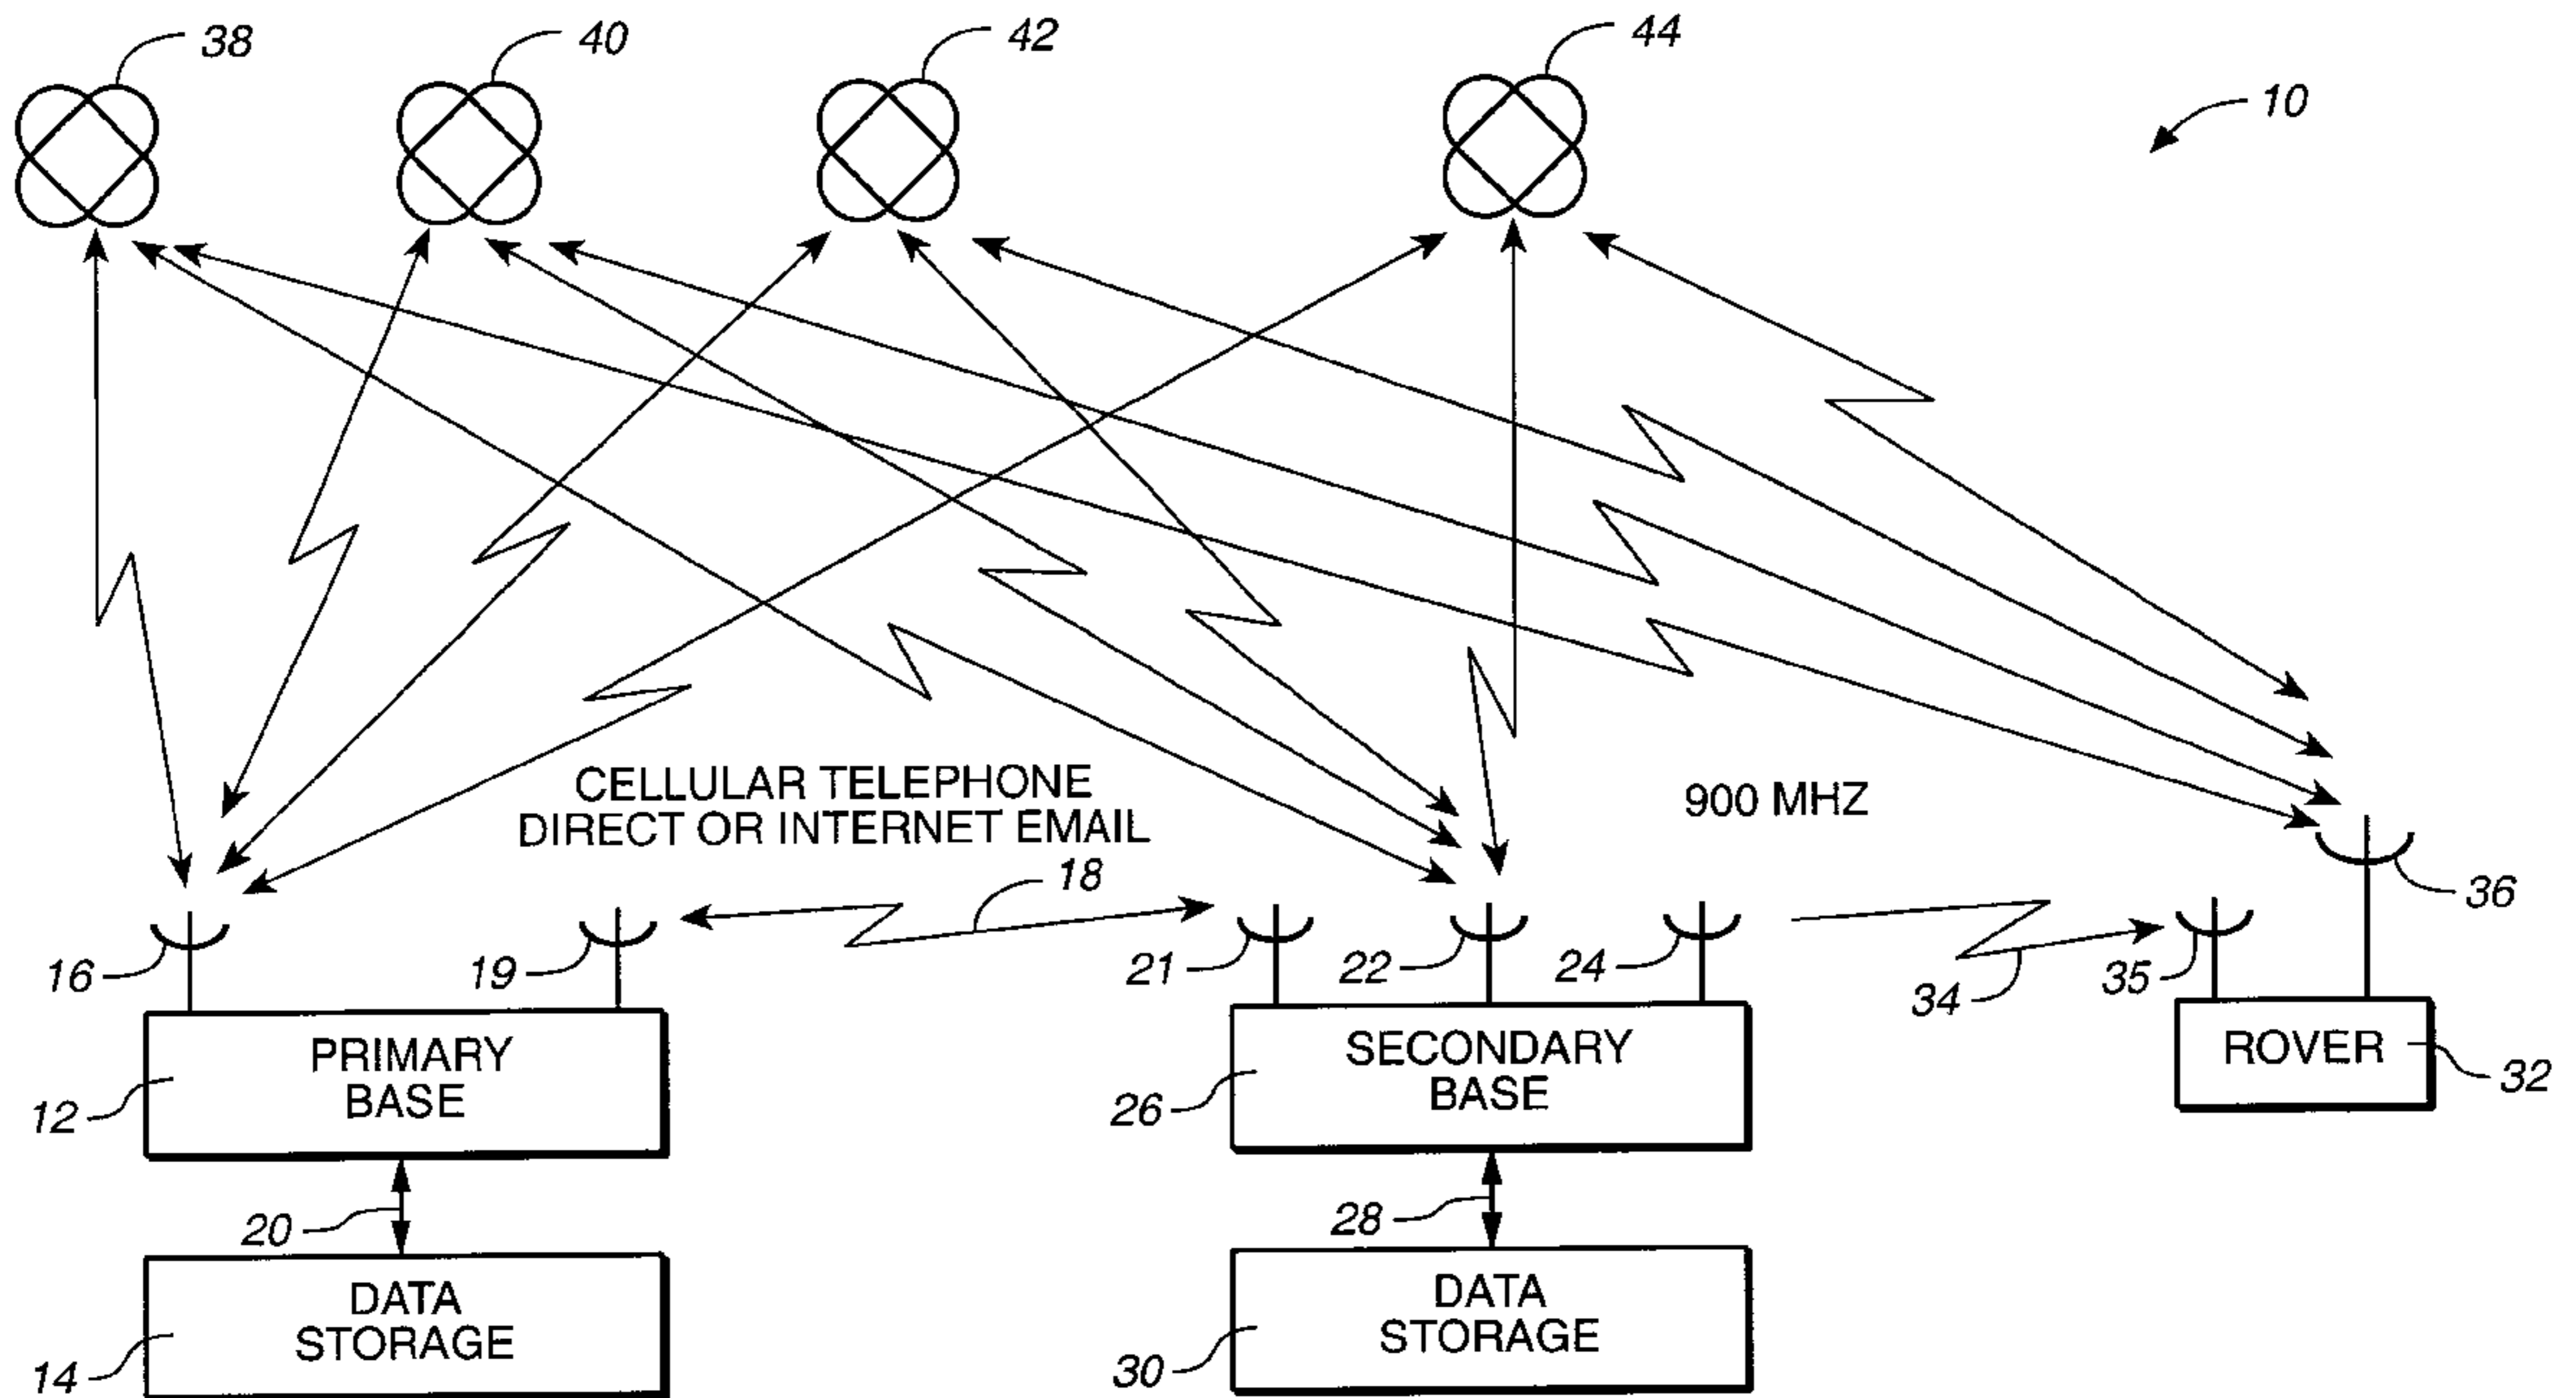 38
40
42
44
10
CELLULAR TELEPHONE
DIRECT OR INTERNET EMAIL
900 MHZ
18
36
16
19
21
22
24
34
35
PRIMARY
BASE
12
SECONDARY
BASE
26
ROVER
32
20
28
DATA
STORAGE
14
DATA
STORAGE
30